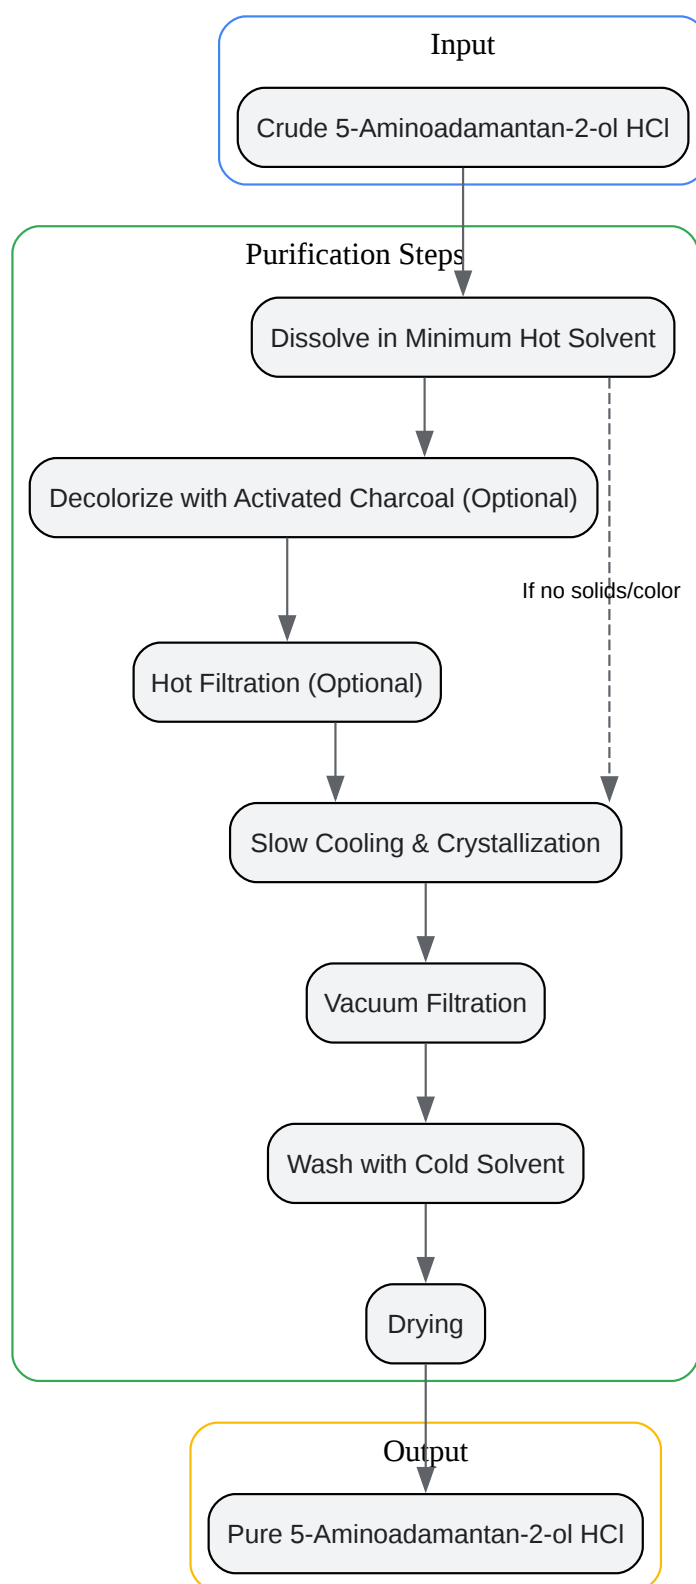 Input
Crude 5-Aminoadamantan-2-ol HCl
Purification Steps
Dissolve in Minimum Hot Solvent
Decolorize with Activated Charcoal (Optional)
If no solids/color
Hot Filtration (Optional)
Slow Cooling & Crystallization
Vacuum Filtration
Wash with Cold Solvent
Drying
Output
Pure 5-Aminoadamantan-2-ol HCl